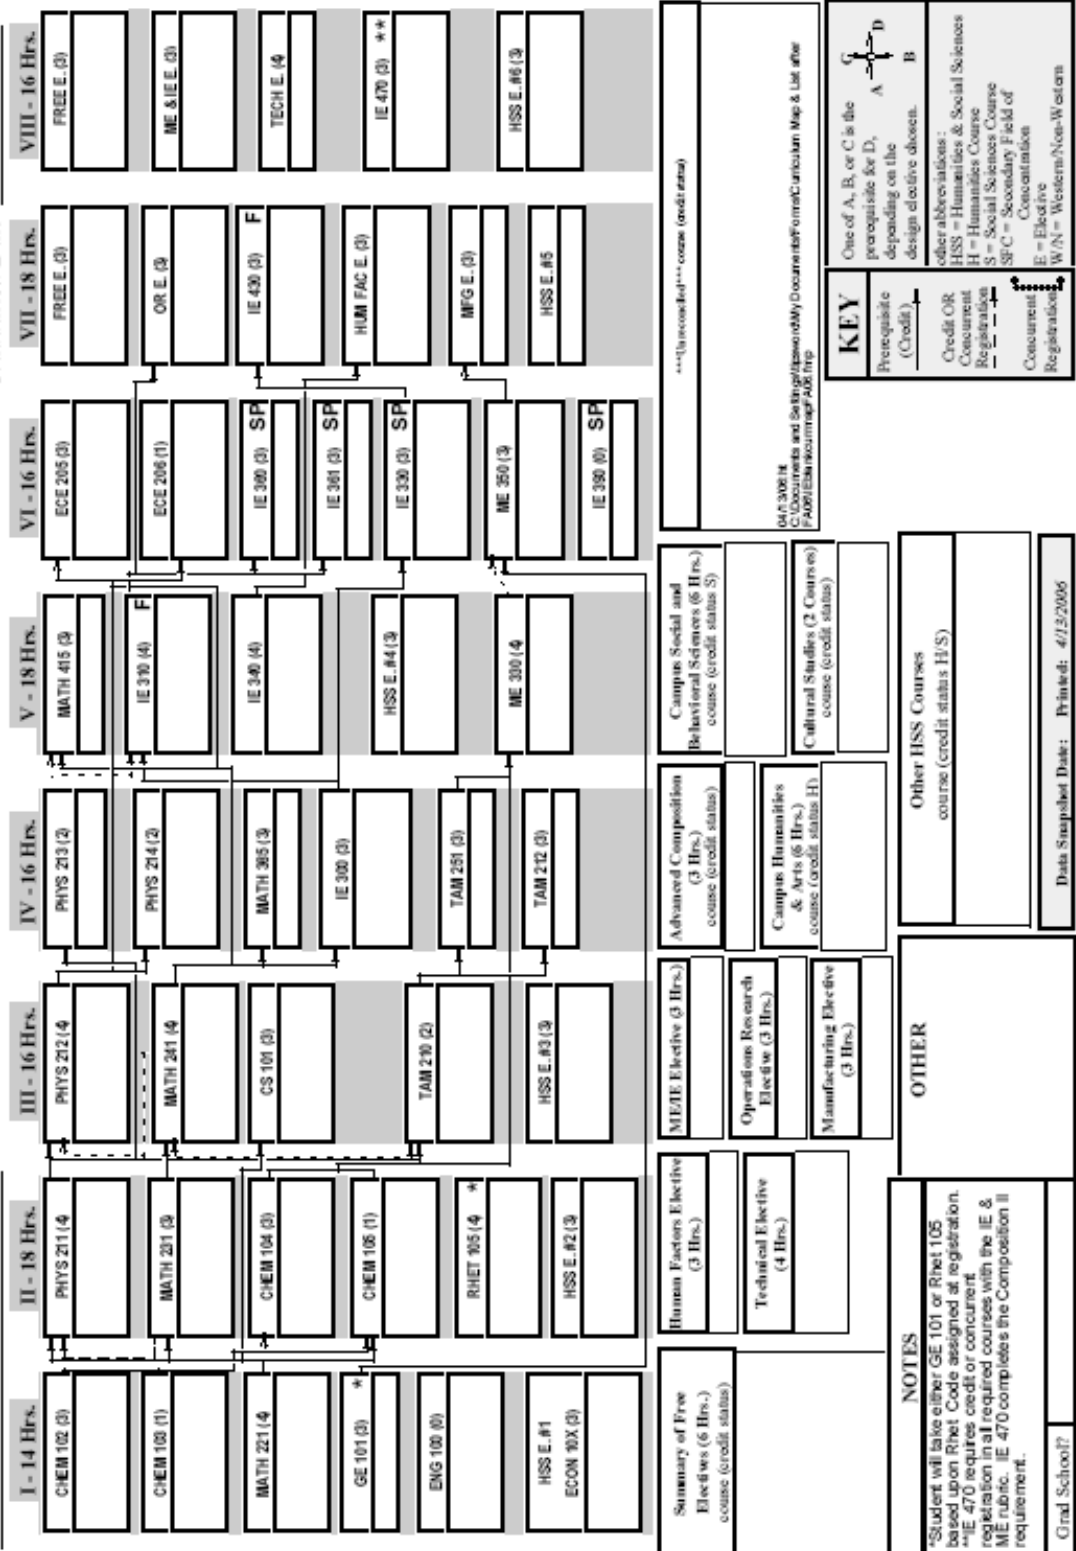 I - 14 Hrs.
CHEM 102 (3)
CHEM 103 (1)
MATH 221 (4)
GE 101 (3) *
ENG 100 (0)
HSS E. #1
ECON 10X (3)
II - 18 Hrs.
PHYS 211 (4)
MATH 231 (3)
CHEM 104 (3)
CHEM 105 (1)
RHET 105 (4) *
HSS E. #2 (3)
III - 16 Hrs.
PHYS 212 (4)
MATH 241 (4)
CS 101 (3)
TAM 210 (2)
HSS E. #3 (3)
IV - 16 Hrs.
PHYS 213 (2)
PHYS 214 (2)
MATH 385 (3)
IE 300 (3)
TAM 251 (3)
TAM 212 (3)
V - 18 Hrs.
MATH 415 (3)
IE 310 (4) F
IE 340 (4)
HSS E. #4 (3)
ME 330 (4)
VI - 16 Hrs.
ECE 205 (3)
ECE 206 (1)
IE 360 (3) SP
IE 361 (3) SP
IE 330 (3) SP
ME 350 (3)
IE 390 (0) SP
VII - 18 Hrs.
FREE E. (3)
OR E. (3)
IE 430 (3) F
HUM FAC E. (3)
MFG E. (3)
HSS E. #5
VIII - 16 Hrs.
FREE E. (3)
ME & IE E. (3)
TECH E. (4)
IE 470 (3) **
HSS E. #6 (3)
Summary of Free
Electives (6 Hrs.)
course (credit status)
Human Factors Elective
(3 Hrs.)
Technical Elective
(4 Hrs.)
ME/IE Elective (3 Hrs.)
Operations Research
Elective (3 Hrs.)
Manufacturing Elective
(3 Hrs.)
Advanced Composition
(3 Hrs.)
course (credit status)
Campus Humanities
& Arts (6 Hrs.)
course (credit status H)
Campus Social and
Behavioral Sciences (6 Hrs.)
course (credit status S)
Cultural Studies (2 Courses)
course (credit status)
***Unreconciled*** course (credit status)
04/13/06 ht
NOTES
*Student will take either GE 101 or Rhet 105
based upon Rhet Code assigned at registration.
**IE 470 requires credit or concurrent
registration in all required courses with the IE &
ME rubric. IE 470 completes the Composition II
requirement.
Grad School?
OTHER
Other HSS Courses
course (credit status H/S)
Data Snapshot Date: Printed: 4/13/2006
KEY
Prerequisite
(Credit)
Credit OR
Concurrent
Registration
Concurrent
Registration
One of A, B, or C is the
prerequisite for D,
depending on the
design elective chosen.
A
C
D
B
other abbreviations:
HSS = Humanities & Social Sciences
H = Humanities Course
S = Social Sciences Course
SFC = Secondary Field of
Concentration
E = Elective
W/N = Western/Non-Western